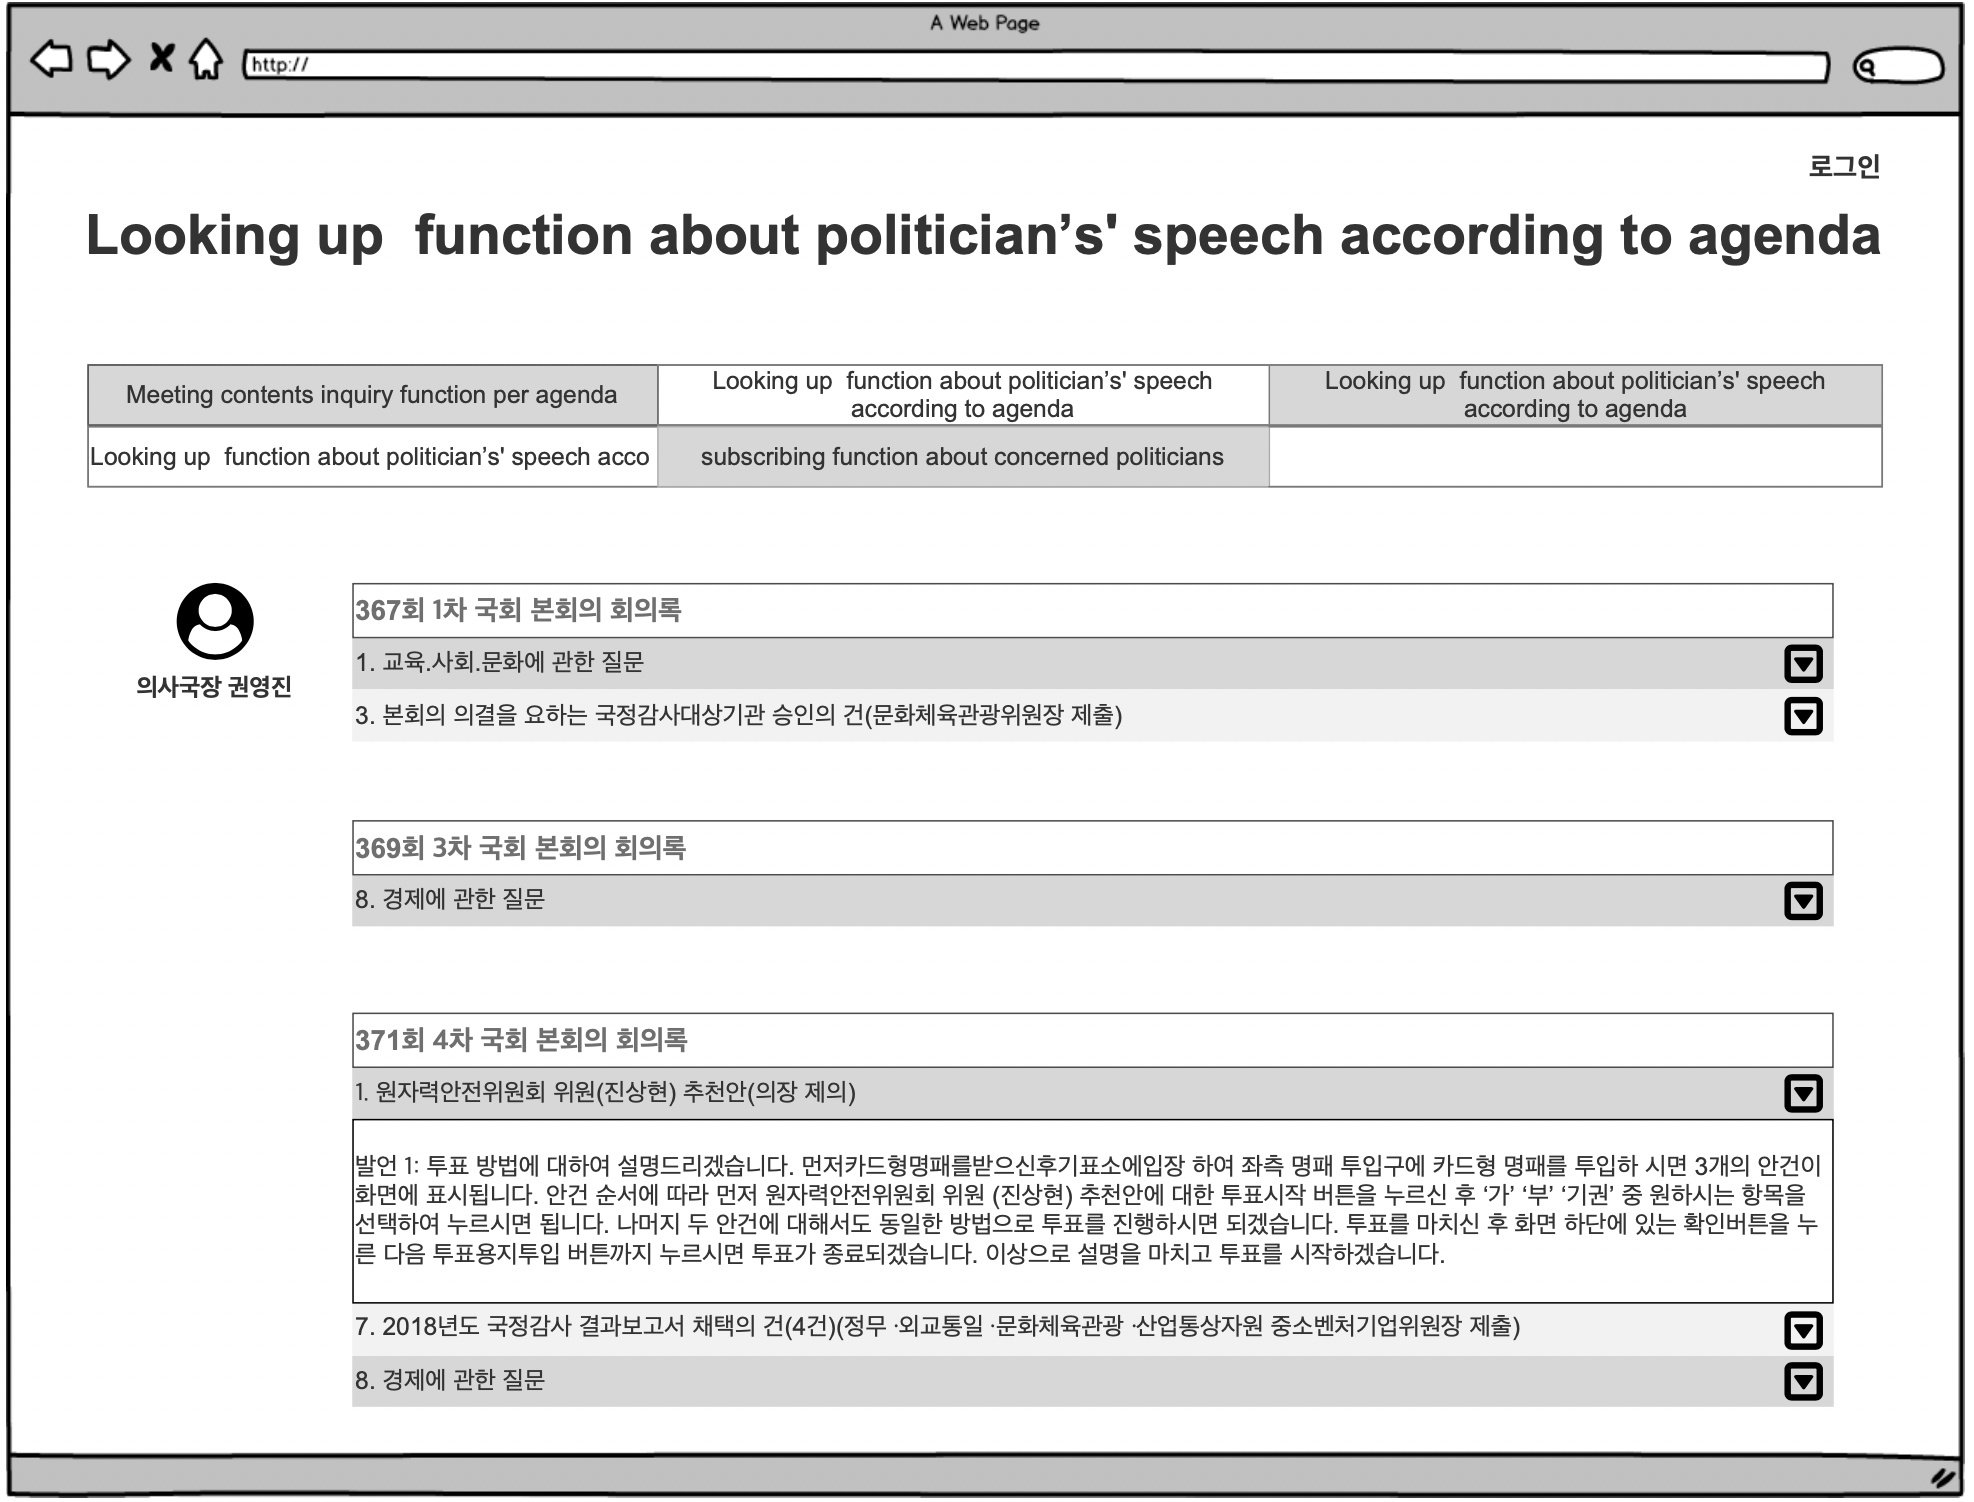 A Web Page
http://
로그인
Looking up  function about politician’s' speech according to agenda
Meeting contents inquiry function per agenda
Looking up  function about politician’s' speech
according to agenda
Looking up  function about politician’s' speech
according to agenda
Looking up  function about politician’s' speech acco
subscribing function about concerned politicians
의사국장 권영진
367회 1차 국회 본회의 회의록
1. 교육.사회.문화에 관한 질문
3. 본회의 의결을 요하는 국정감사대상기관 승인의 건(문화체육관광위원장 제출)
369회 3차 국회 본회의 회의록
8. 경제에 관한 질문
371회 4차 국회 본회의 회의록
1. 원자력안전위원회 위원(진상현) 추천안(의장 제의)
발언 1: 투표 방법에 대하여 설명드리겠습니다. 먼저카드형명패를받으신후기표소에입장 하여 좌측 명패 투입구에 카드형 명패를 투입하 시면 3개의 안건이
화면에 표시됩니다. 안건 순서에 따라 먼저 원자력안전위원회 위원 (진상현) 추천안에 대한 투표시작 버튼을 누르신 후 ‘가’ ‘부’ ‘기권’ 중 원하시는 항목을
선택하여 누르시면 됩니다. 나머지 두 안건에 대해서도 동일한 방법으로 투표를 진행하시면 되겠습니다. 투표를 마치신 후 화면 하단에 있는 확인버튼을 누
른 다음 투표용지투입 버튼까지 누르시면 투표가 종료되겠습니다. 이상으로 설명을 마치고 투표를 시작하겠습니다.
7. 2018년도 국정감사 결과보고서 채택의 건(4건)(정무 ·외교통일 ·문화체육관광 ·산업통상자원 중소벤처기업위원장 제출)
8. 경제에 관한 질문